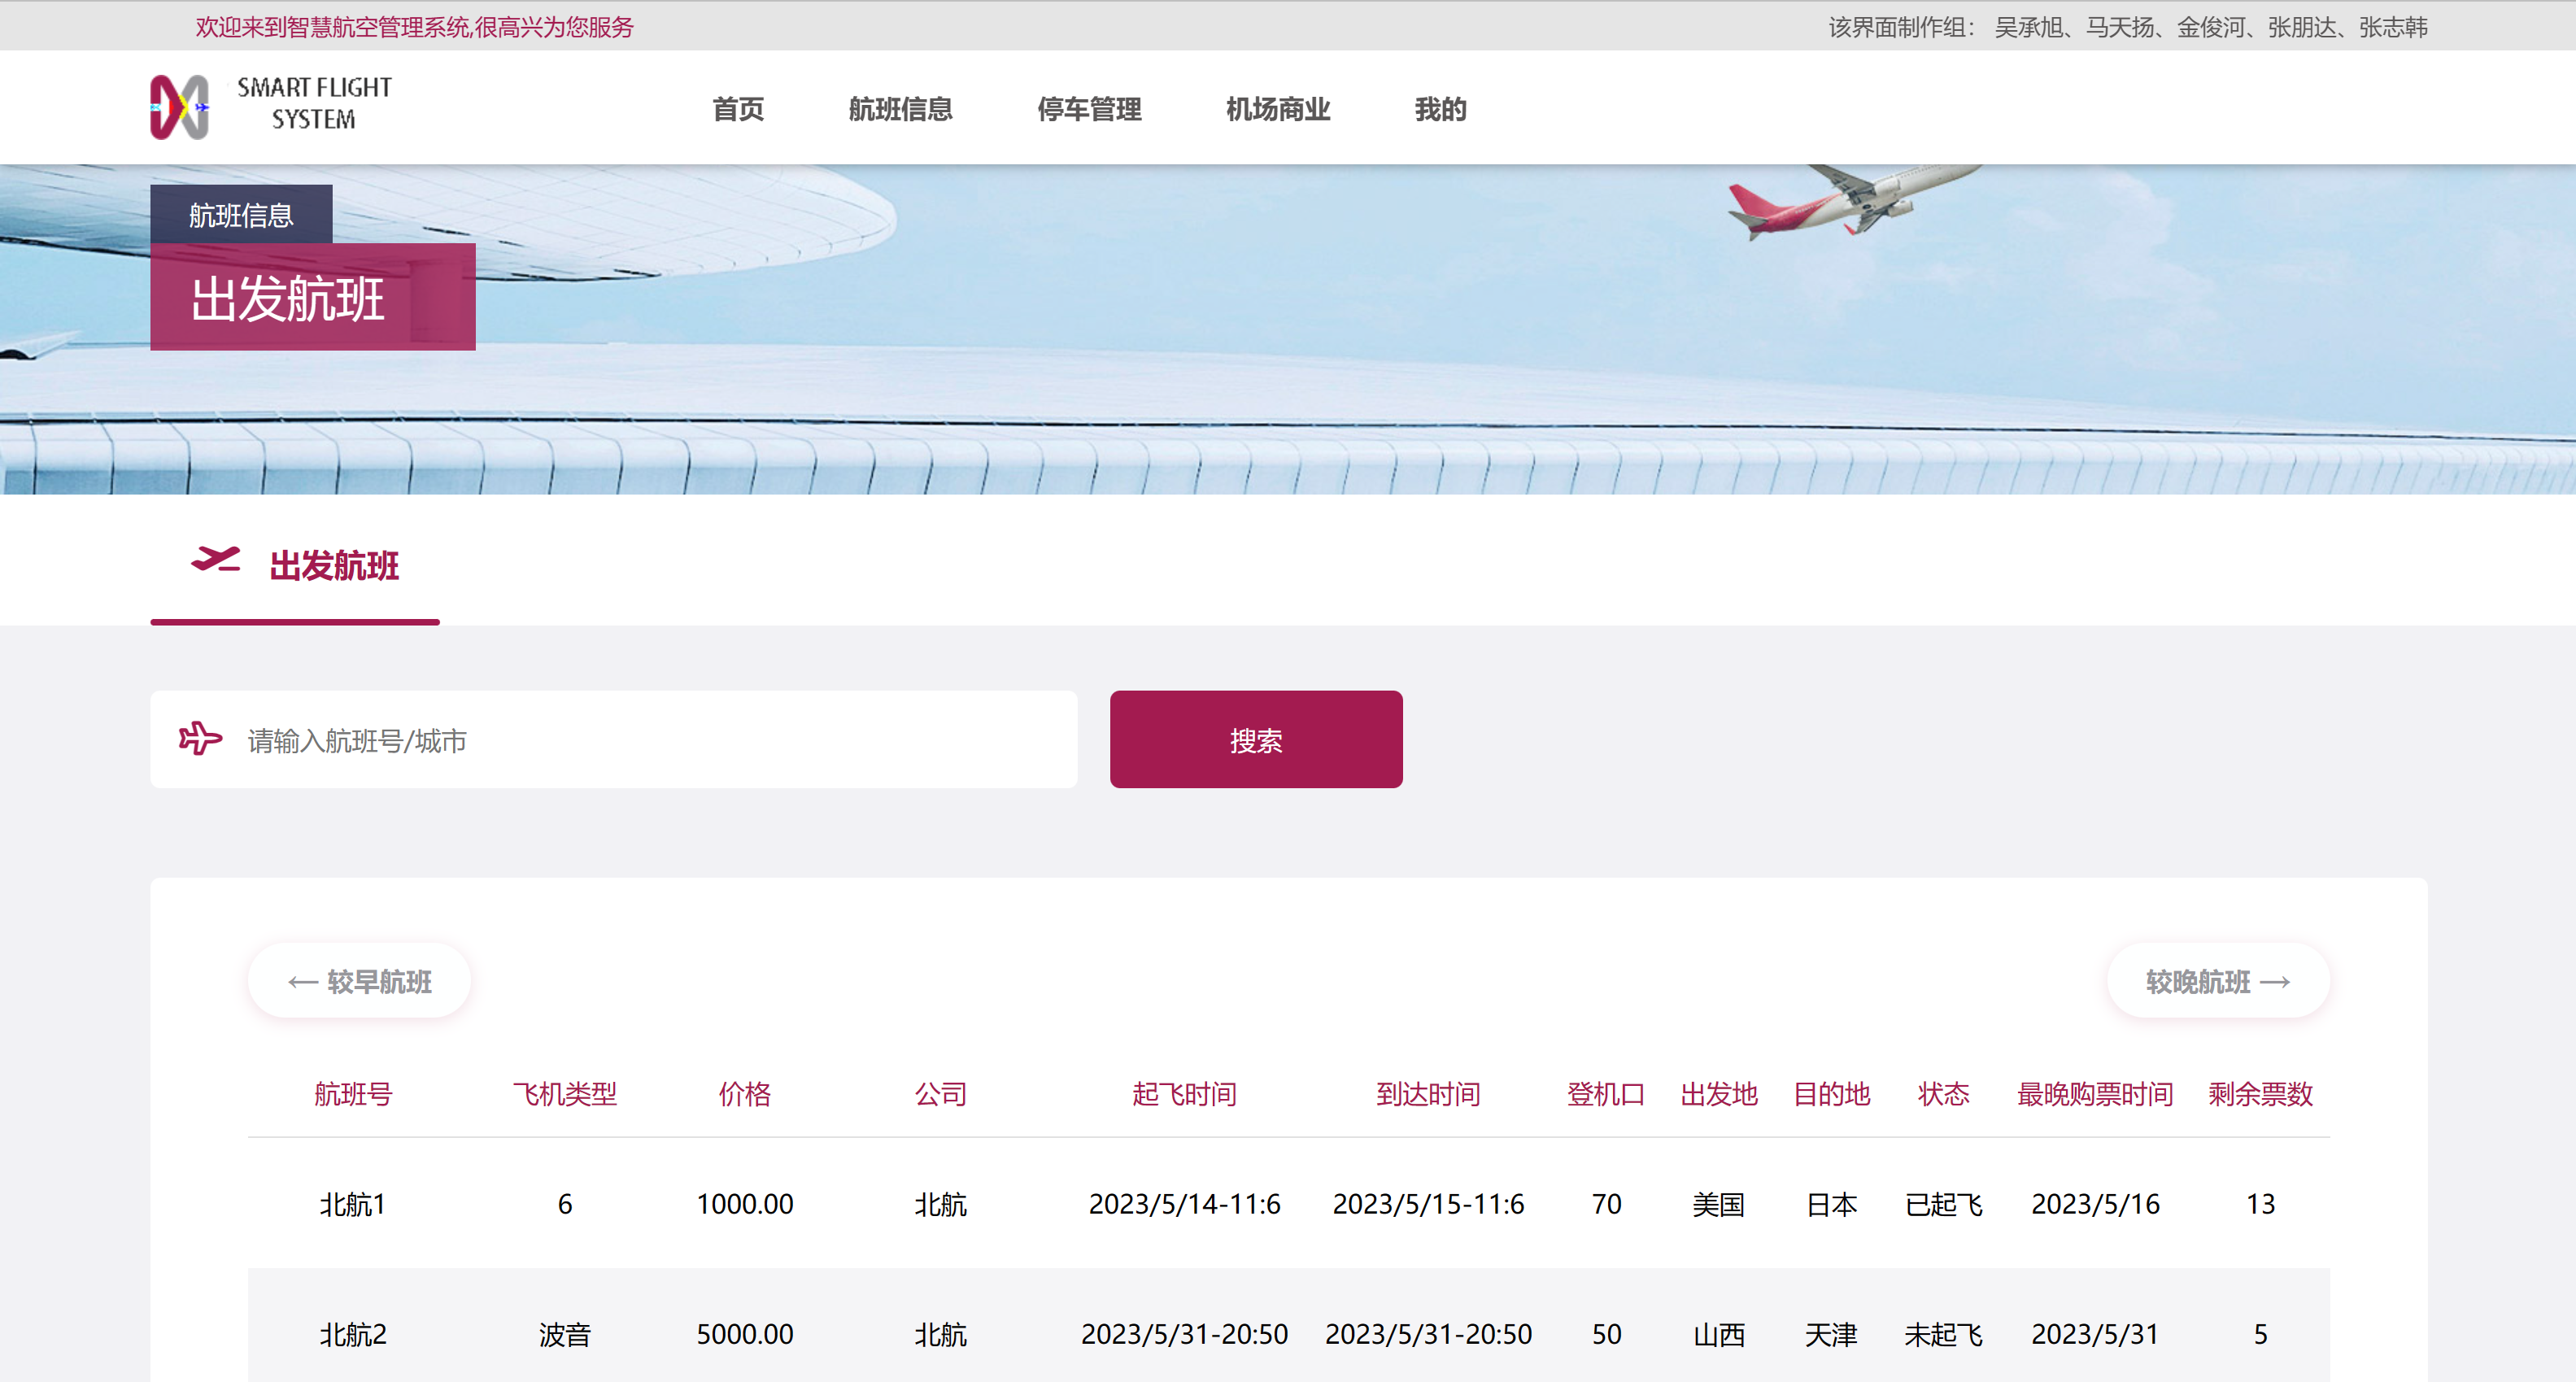 欢迎来到智慧航空管理系统,很高兴为您服务
该界面制作组： 吴承旭、马天扬、金俊河、张朋达、张志韩
SMART FLIGHT
SYSTEM
首页 航班信息 停车管理 机场商业 我的
航班信息
出发航班
出发航班
请输入航班号/城市
搜索
← 较早航班
较晚航班 →
航班号 飞机类型 价格 公司 起飞时间 到达时间 登机口 出发地 目的地 状态 最晚购票时间 剩余票数
北航1 6 1000.00 北航 2023/5/14-11:6 2023/5/15-11:6 70 美国 日本 已起飞 2023/5/16 13
北航2 波音 5000.00 北航 2023/5/31-20:50 2023/5/31-20:50 50 山西 天津 未起飞 2023/5/31 5